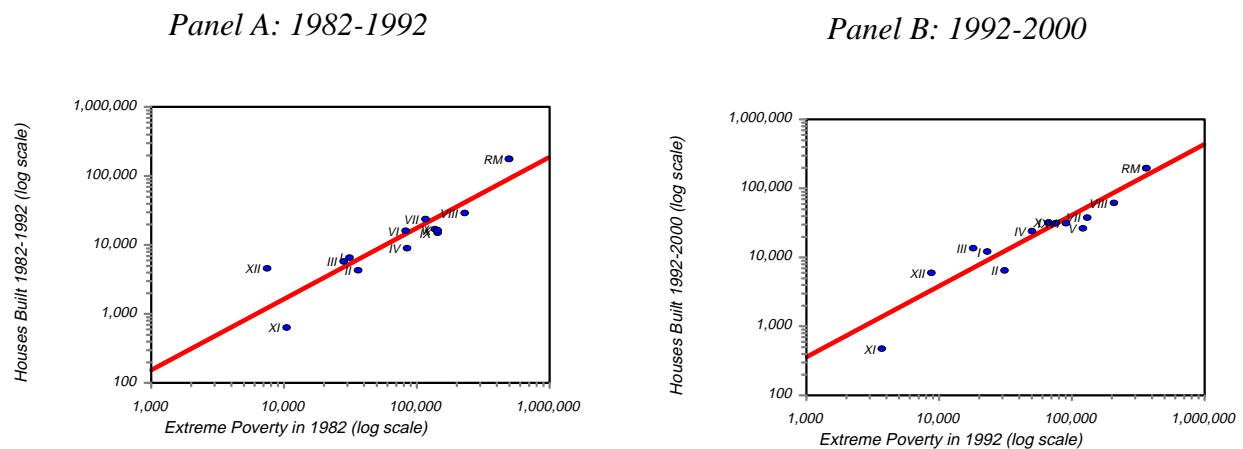 Panel A: 1982-1992
Houses Built 1982-1992 (log scale)
1,000,000
100,000
10,000
1,000
100
RM
VII
VIII
VI
IX
IV
I
III
II
XII
XI
1,000
10,000
100,000
1,000,000
Extreme Poverty in 1982 (log scale)
Panel B: 1992-2000
Houses Built 1992-2000 (log scale)
1,000,000
100,000
10,000
1,000
100
RM
VIII
VII
V
IV
III
I
II
XII
XI
1,000
10,000
100,000
1,000,000
Extreme Poverty in 1992 (log scale)